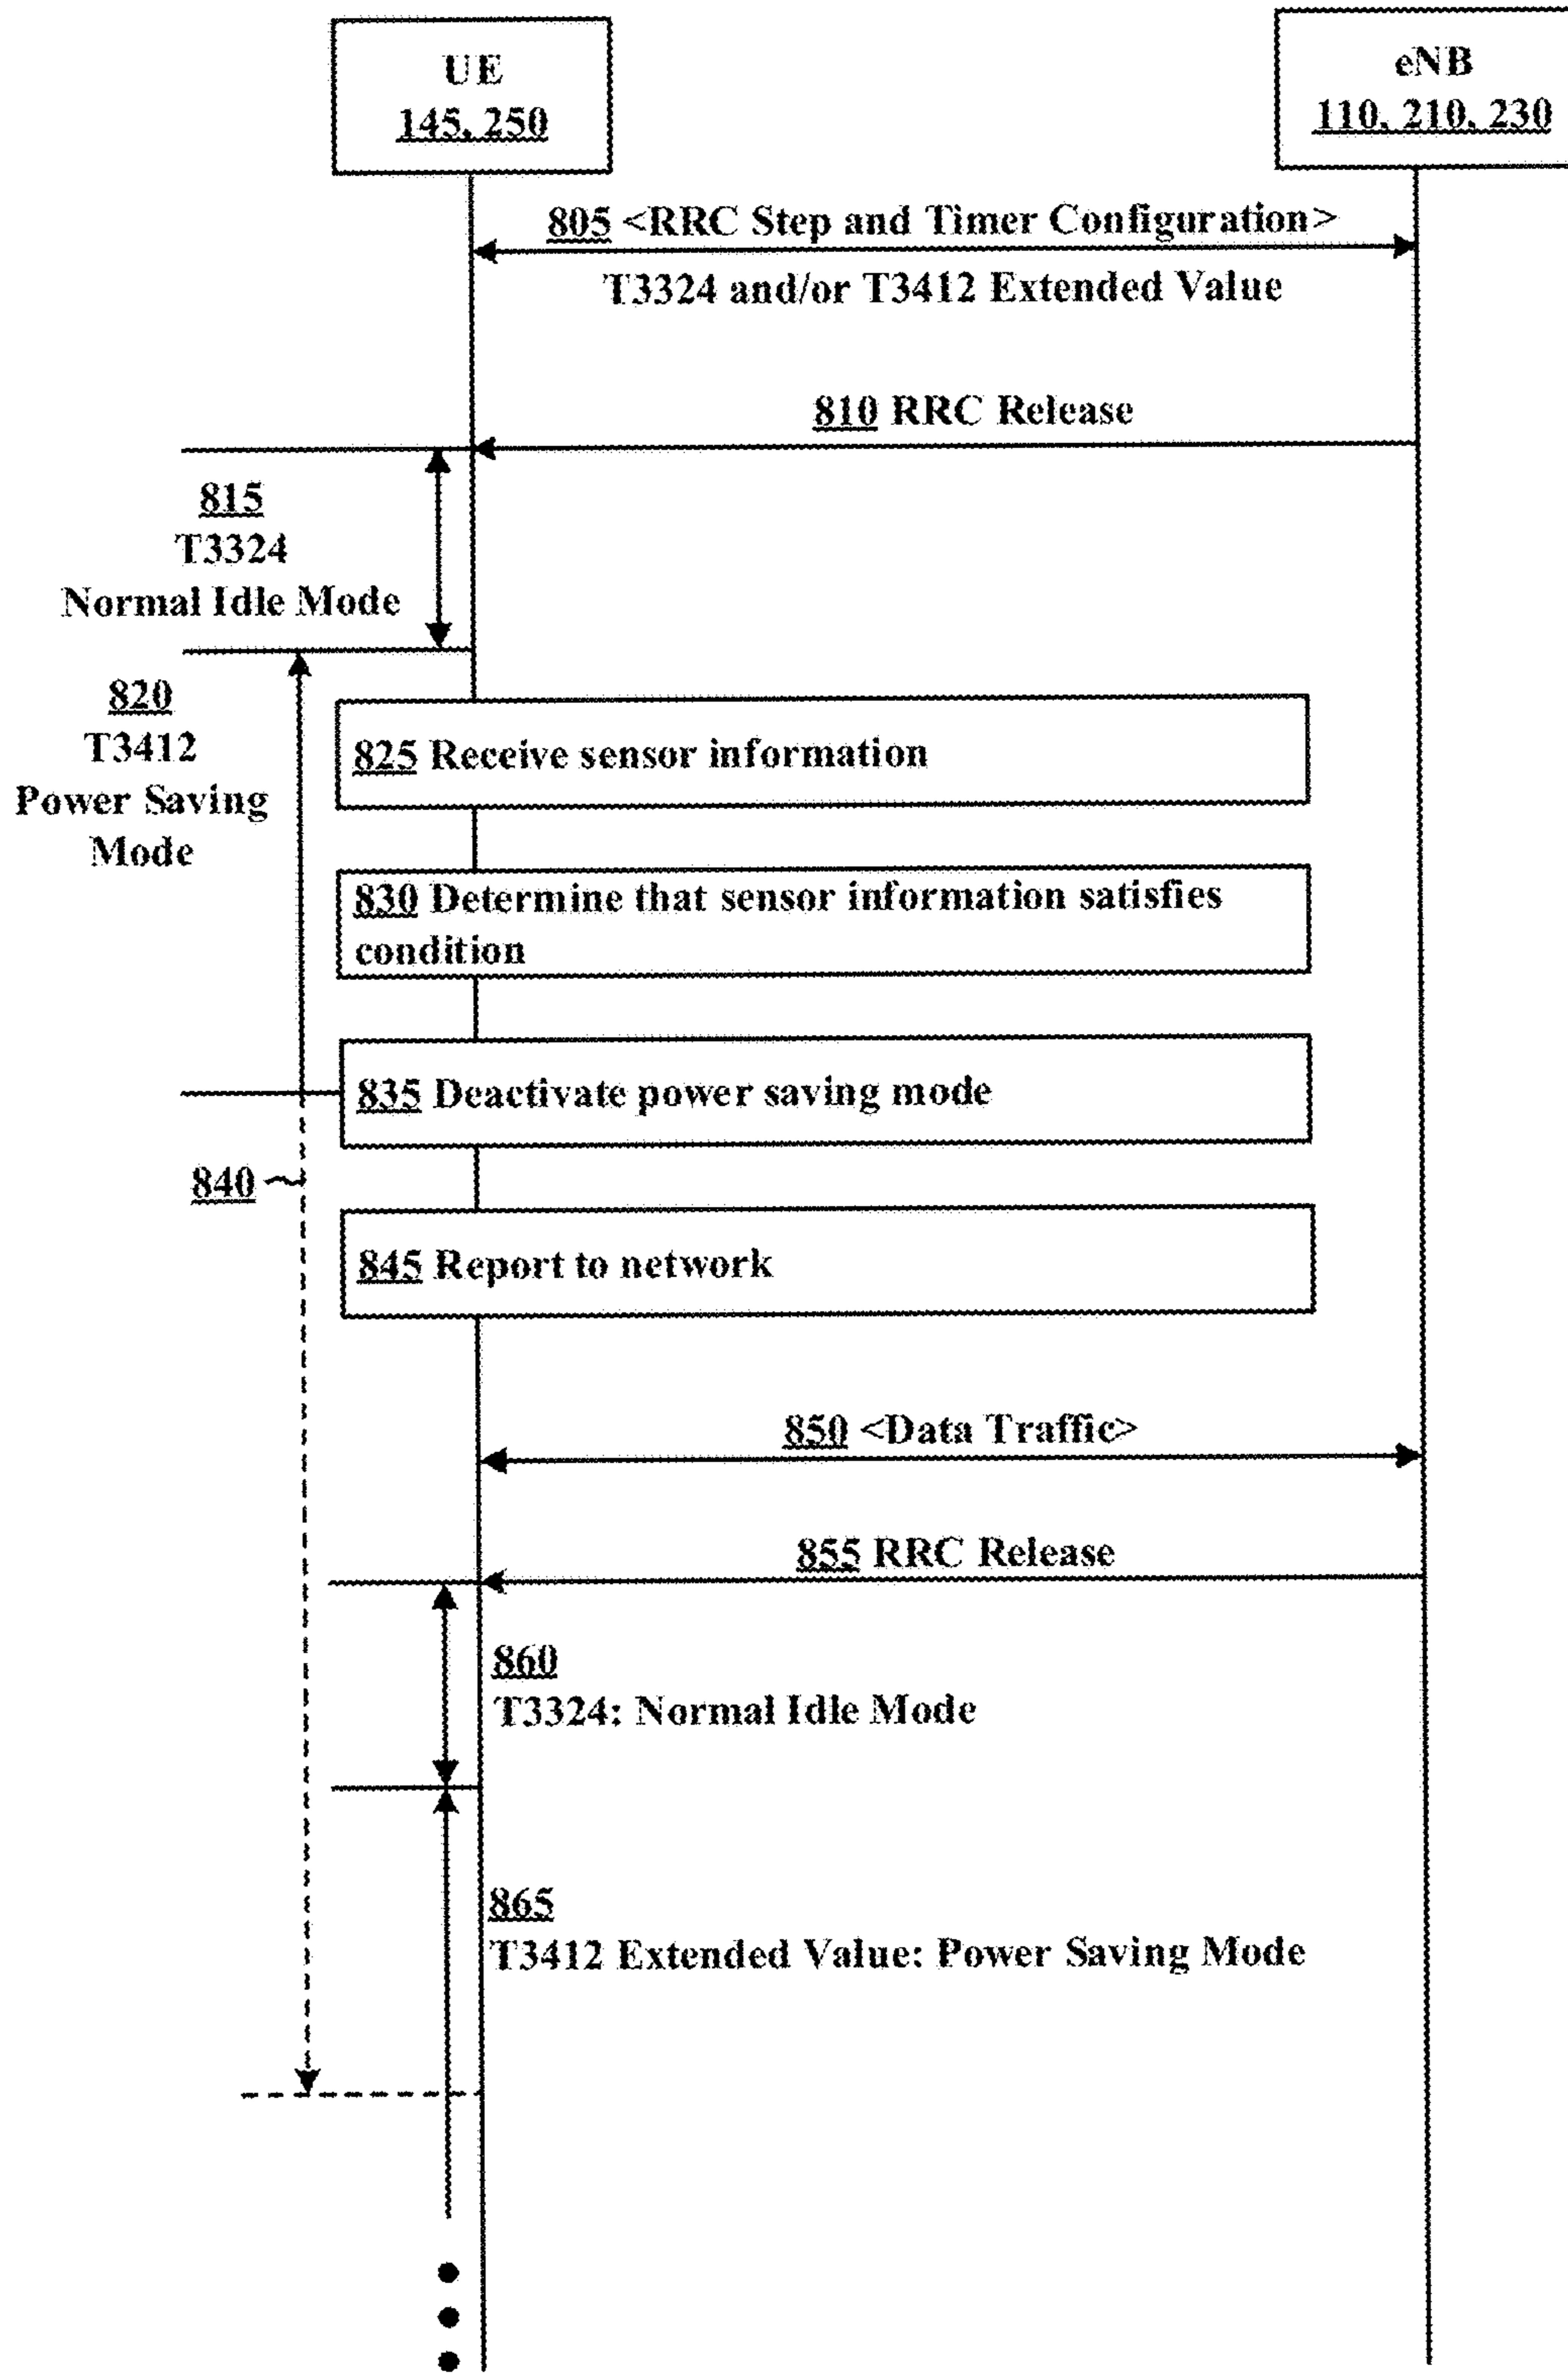 UE
145, 250
eNB
110, 210, 230
805 <RRC Step and Timer Configuration>
T3324 and/or T3412 Extended Value
810 RRC Release
815
T3324
Normal Idle Mode
820
T3412
Power Saving
Mode
825 Receive sensor information
830 Determine that sensor information satisfies
condition
835 Deactivate power saving mode
840
845 Report to network
850 <Data Traffic>
855 RRC Release
860
T3324: Normal Idle Mode
865
T3412 Extended Value: Power Saving Mode